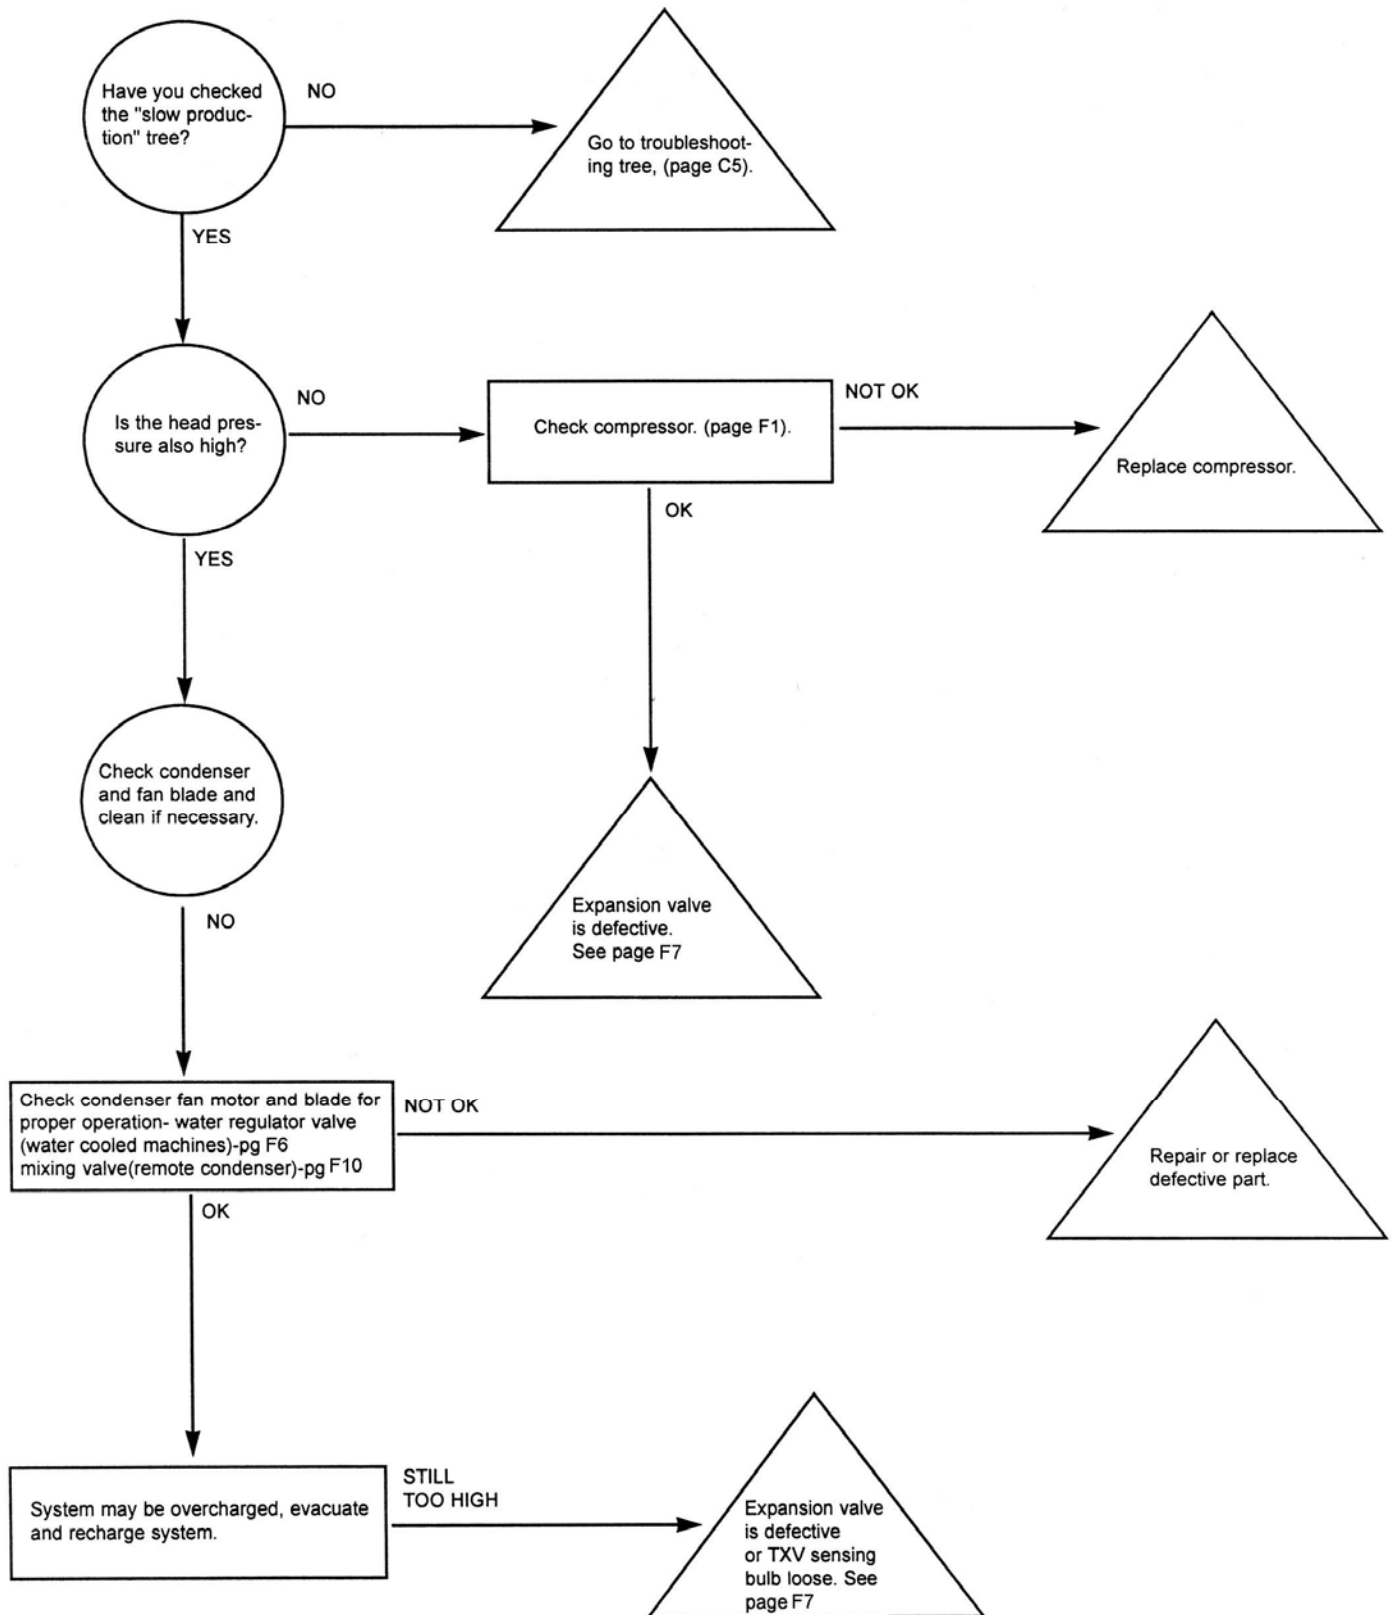 Have you checked
the "slow produc-
tion" tree?
NO
Go to troubleshoot-
ing tree, (page C5).
YES
Is the head pres-
sure also high?
NO
Check compressor. (page F1).
NOT OK
Replace compressor.
OK
YES
Check condenser
and fan blade and
clean if necessary.
Expansion valve
is defective.
See page F7
NO
Check condenser fan motor and blade for
proper operation- water regulator valve
(water cooled machines)-pg F6
mixing valve(remote condenser)-pg F10
NOT OK
Repair or replace
defective part.
OK
System may be overcharged, evacuate
and recharge system.
STILL
TOO HIGH
Expansion valve
is defective
or TXV sensing
bulb loose. See
page F7